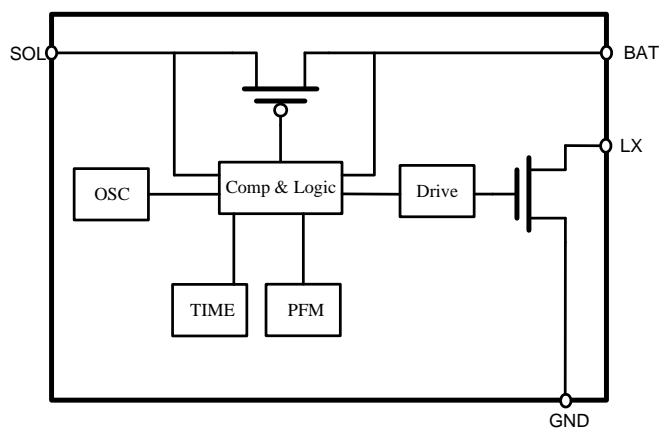 SOL
BAT
LX
Comp & Logic
OSC
Drive
TIME
PFM
GND